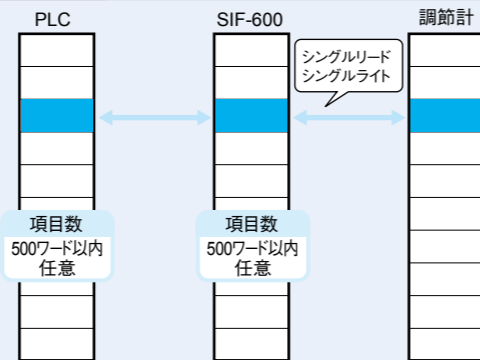 PLC
SIF-600
調節計
シングルリード
シングルライト
項目数
500ワード以内
任意
項目数
500ワード以内
任意